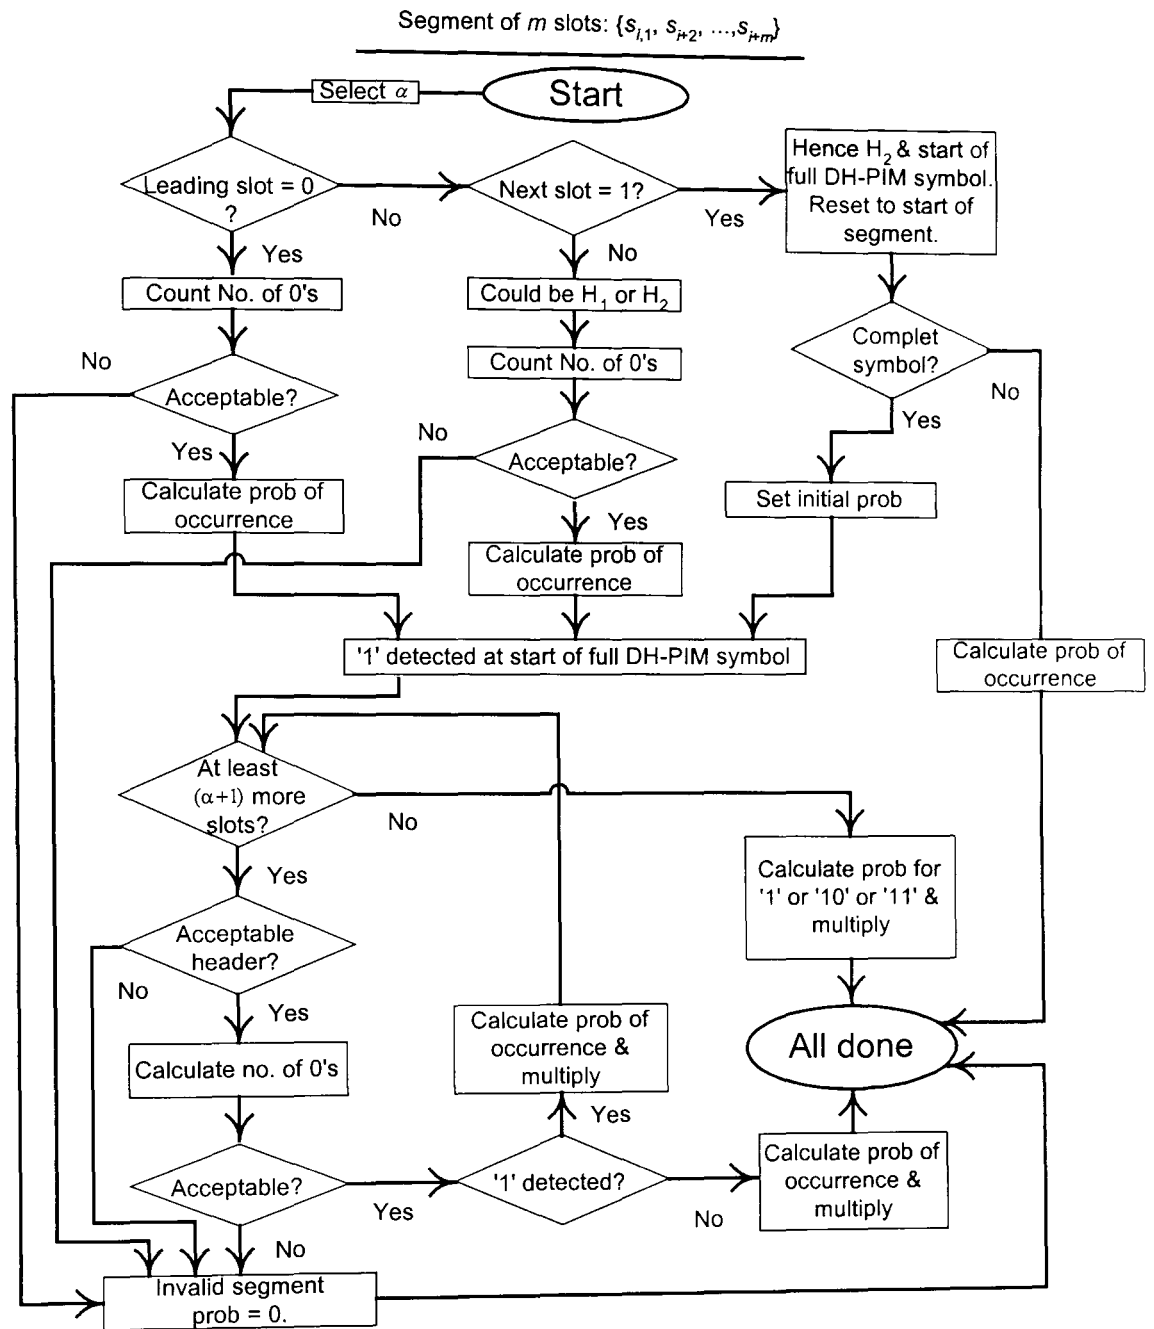 Segment of m slots: {s_{i,1}, s_{i+2}, ...,s_{i+m}}
Select α
Start
Leading slot = 0
?
No
Next slot = 1?
Yes
Hence H₂ & start of
full DH-PIM symbol.
Reset to start of
segment.
Yes
No
Count No. of 0's
Could be H₁ or H₂
Complet
symbol?
No
Yes
Count No. of 0's
No
Acceptable?
Yes
No
Acceptable?
Yes
Calculate prob of
occurrence
Set initial prob
Calculate prob of
occurrence
'1' detected at start of full DH-PIM symbol
Calculate prob of
occurrence
At least
(α+1) more
slots?
No
Yes
Calculate prob for
'1' or '10' or '11' &
multiply
Acceptable
header?
No
Yes
Calculate prob of
occurrence &
multiply
All done
Calculate no. of 0's
Yes
Acceptable?
Yes
'1' detected?
No
Calculate prob of
occurrence &
multiply
No
Invalid segment
prob = 0.